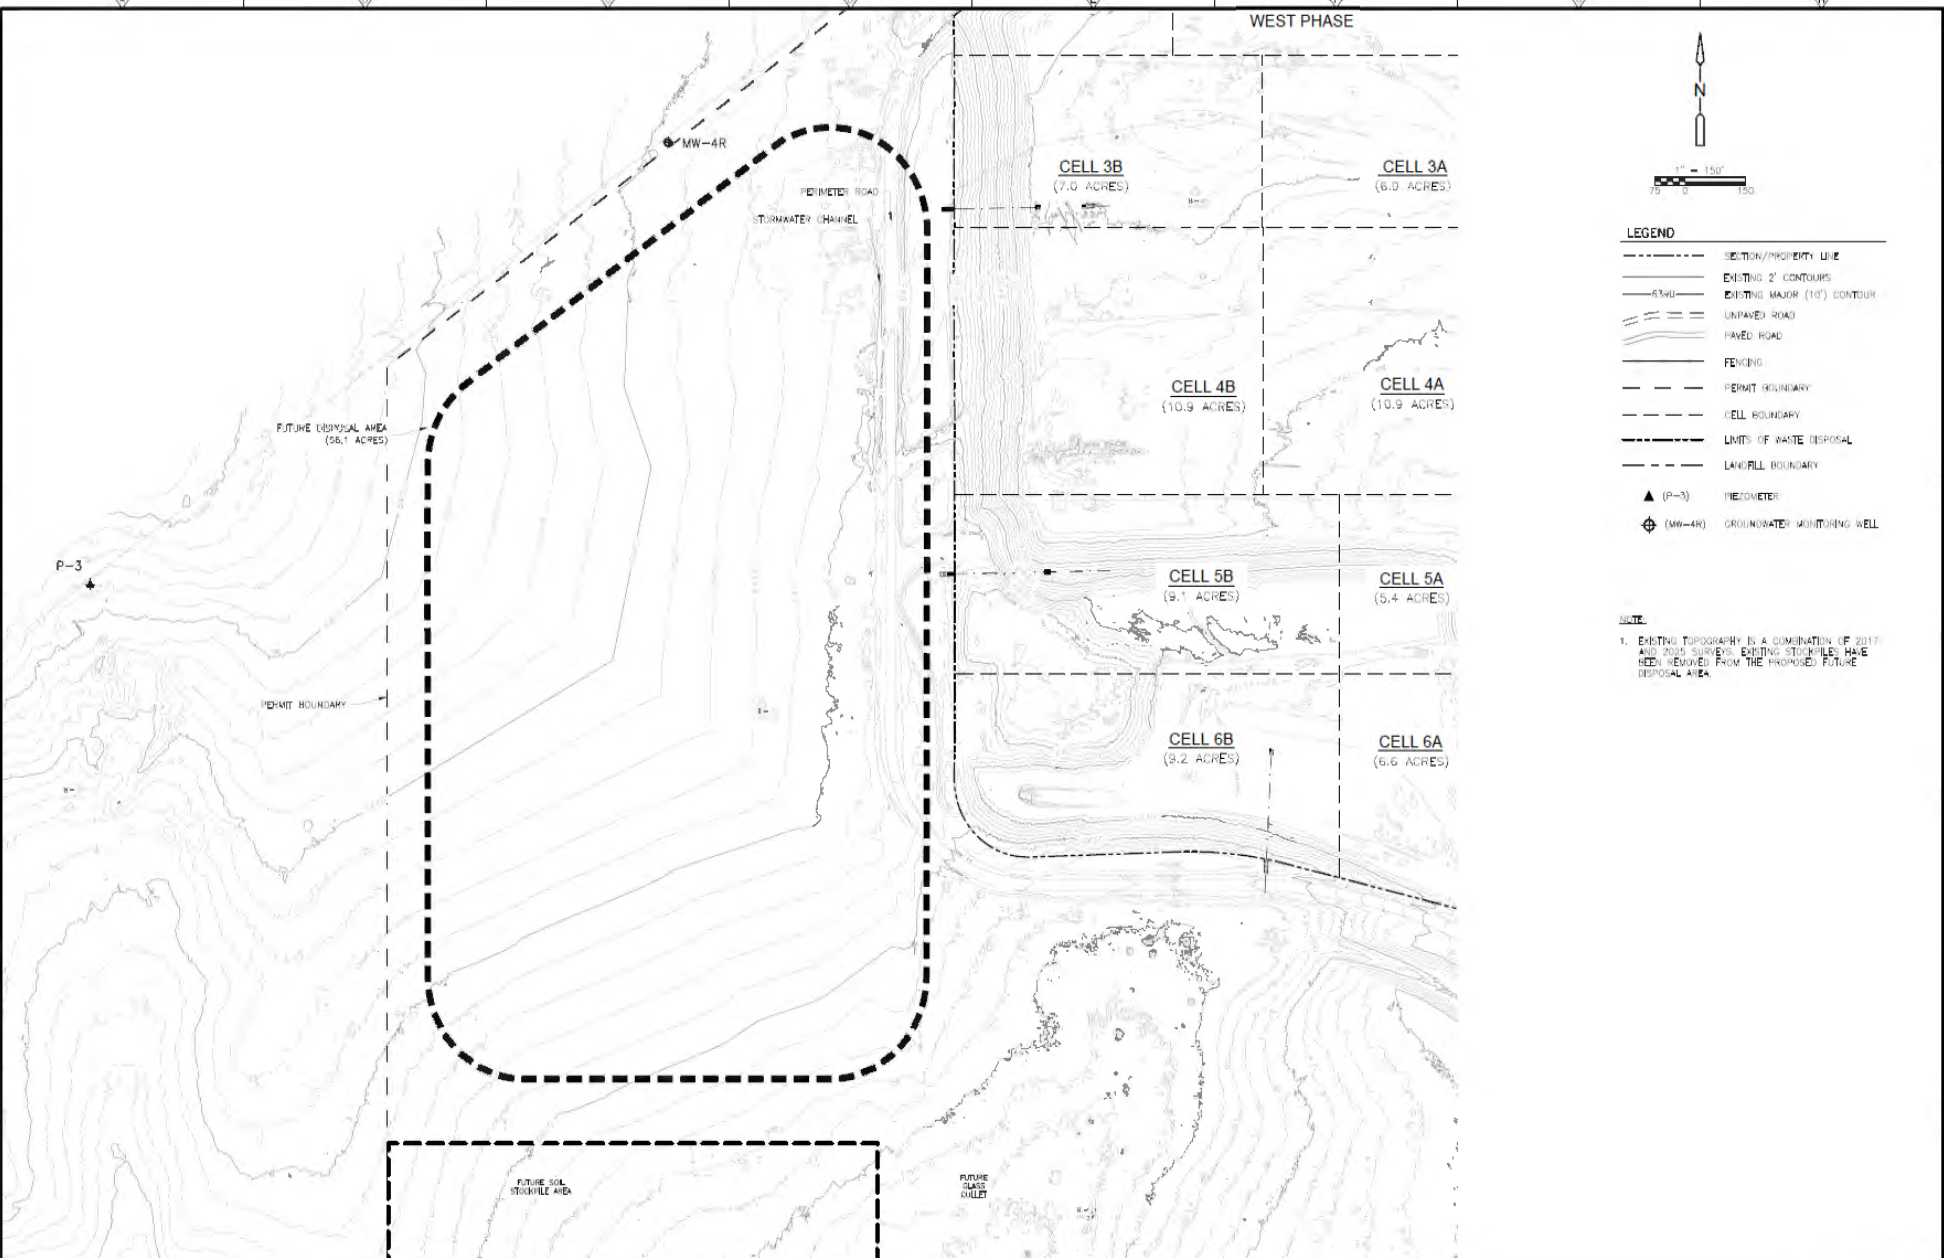 WEST PHASE
N
1" = 150'
75 0 150
MW-4R
PERIMETER ROAD
STORMWATER CHANNEL
CELL 3B
(7.0 ACRES)
CELL 3A
(6.0 ACRES)
CELL 4B
(10.9 ACRES)
CELL 4A
(10.9 ACRES)
FUTURE DISPOSAL AREA
(56.1 ACRES)
P-3
CELL 5B
(9.1 ACRES)
CELL 5A
(5.4 ACRES)
PERMIT BOUNDARY
CELL 6B
(9.2 ACRES)
CELL 6A
(6.6 ACRES)
FUTURE SOIL
STOCKPILE AREA
FUTURE
GLASS
CULLET
LEGEND
SECTION/PROPERTY LINE
EXISTING 2' CONTOURS
EXISTING MAJOR (10') CONTOUR
UNPAVED ROAD
PAVED ROAD
FENCING
PERMIT BOUNDARY
CELL BOUNDARY
LIMITS OF WASTE DISPOSAL
LANDFILL BOUNDARY
(P-3) PIEZOMETER
(MW-4R) GROUNDWATER MONITORING WELL
NOTE:
1. EXISTING TOPOGRAPHY IS A COMBINATION OF 2017
AND 2025 SURVEYS. EXISTING STOCKPILES HAVE
BEEN REMOVED FROM THE PROPOSED FUTURE
DISPOSAL AREA.